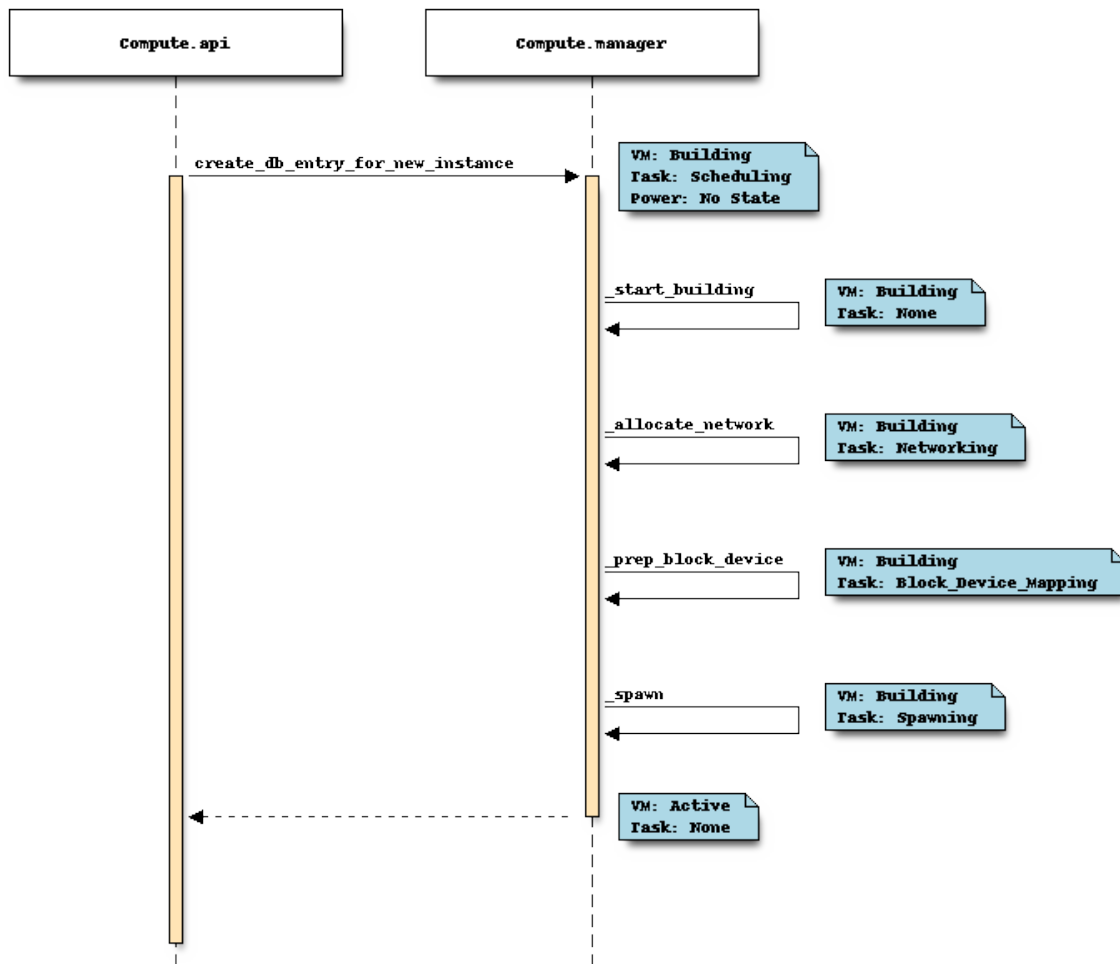 Compute.api
Compute.manager
create_db_entry_for_new_instance
VM: Building
Task: Scheduling
Power: No State
_start_building
VM: Building
Task: None
_allocate_network
VM: Building
Task: Networking
_prep_block_device
VM: Building
Task: Block_Device_Mapping
_spawn
VM: Building
Task: Spawning
VM: Active
Task: None